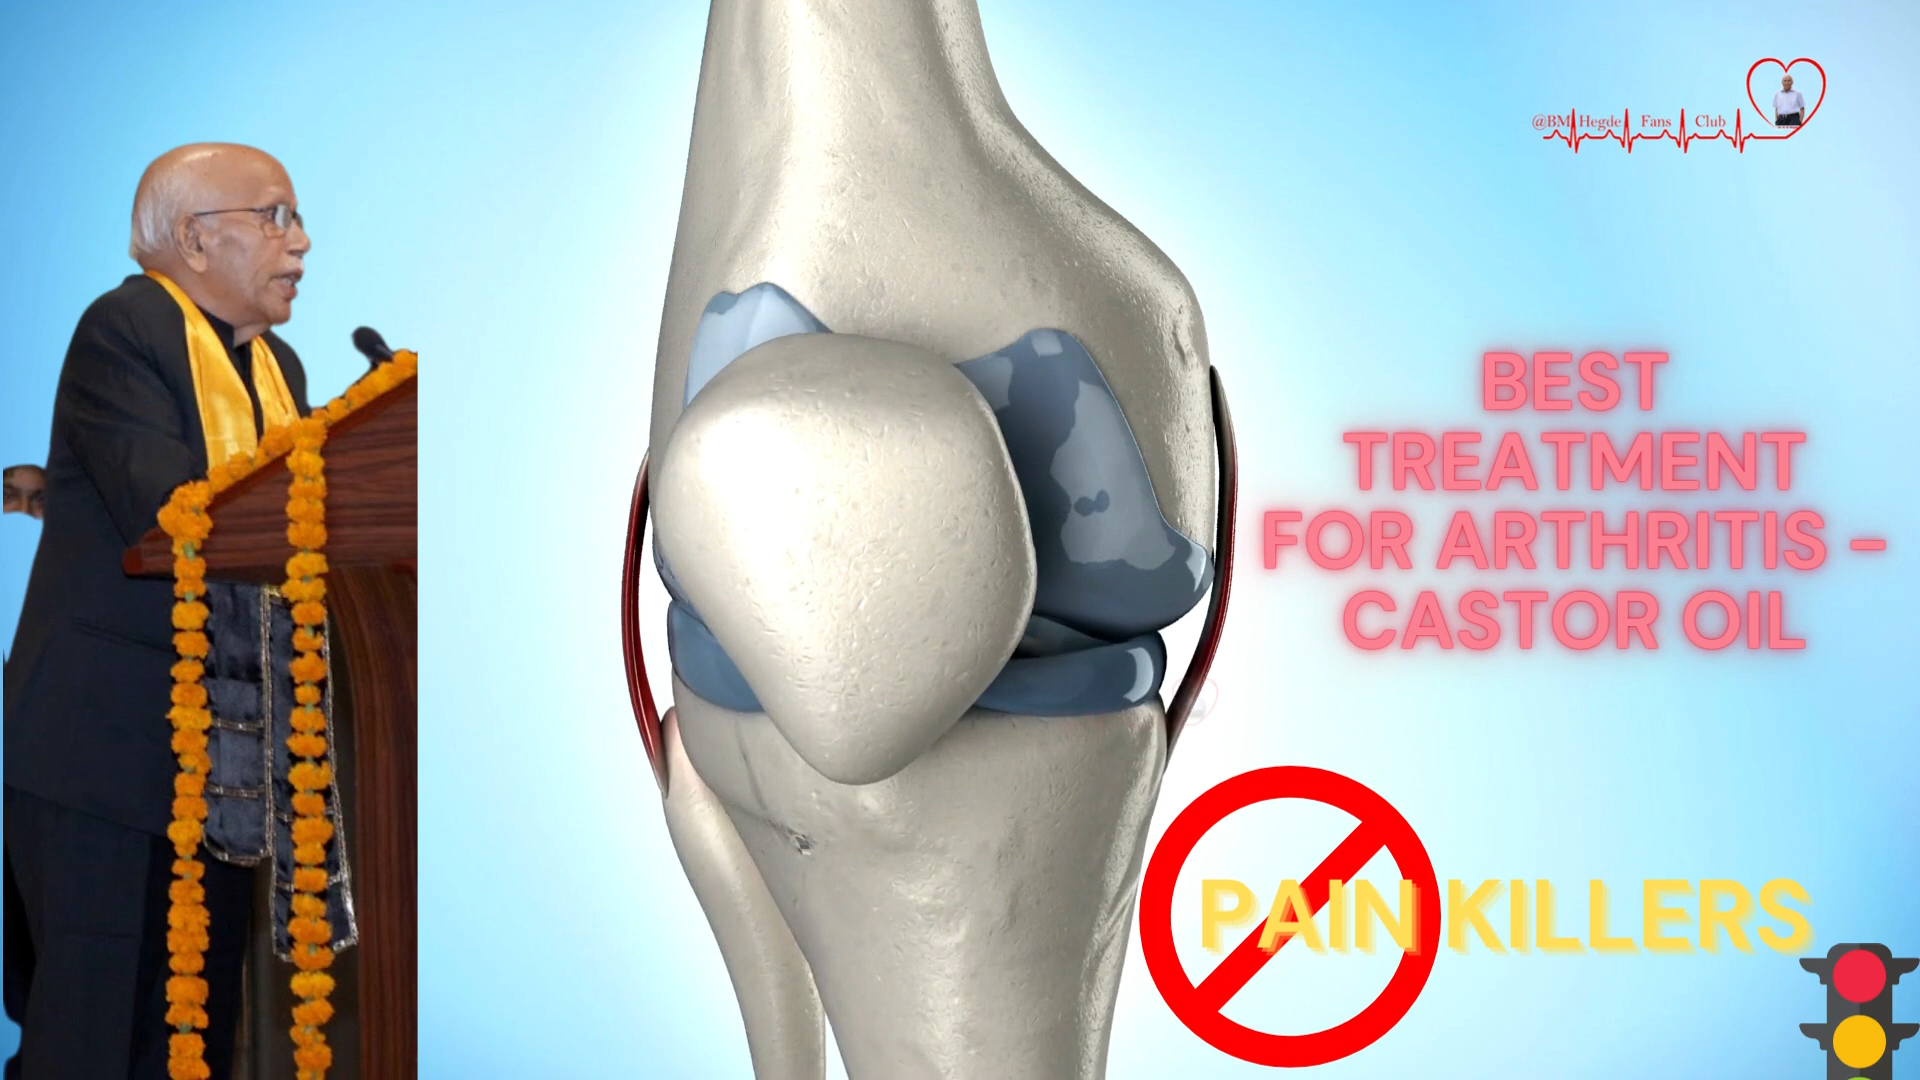 @BM Hegde Fans Club
BEST
TREATMENT
FOR ARTHRITIS -
CASTOR OIL
PAIN KILLERS